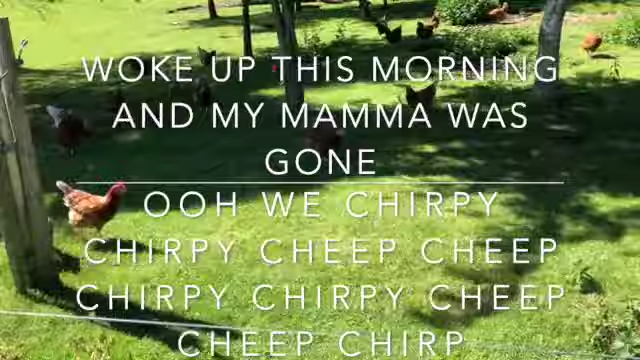 WOKE UP THIS MORNING
AND MY MAMMA WAS
GONE
OOH WE CHIRPY
CHIRPY CHEEP CHEEP
CHIRPY CHIRPY CHEEP
CHEEP CHIRP